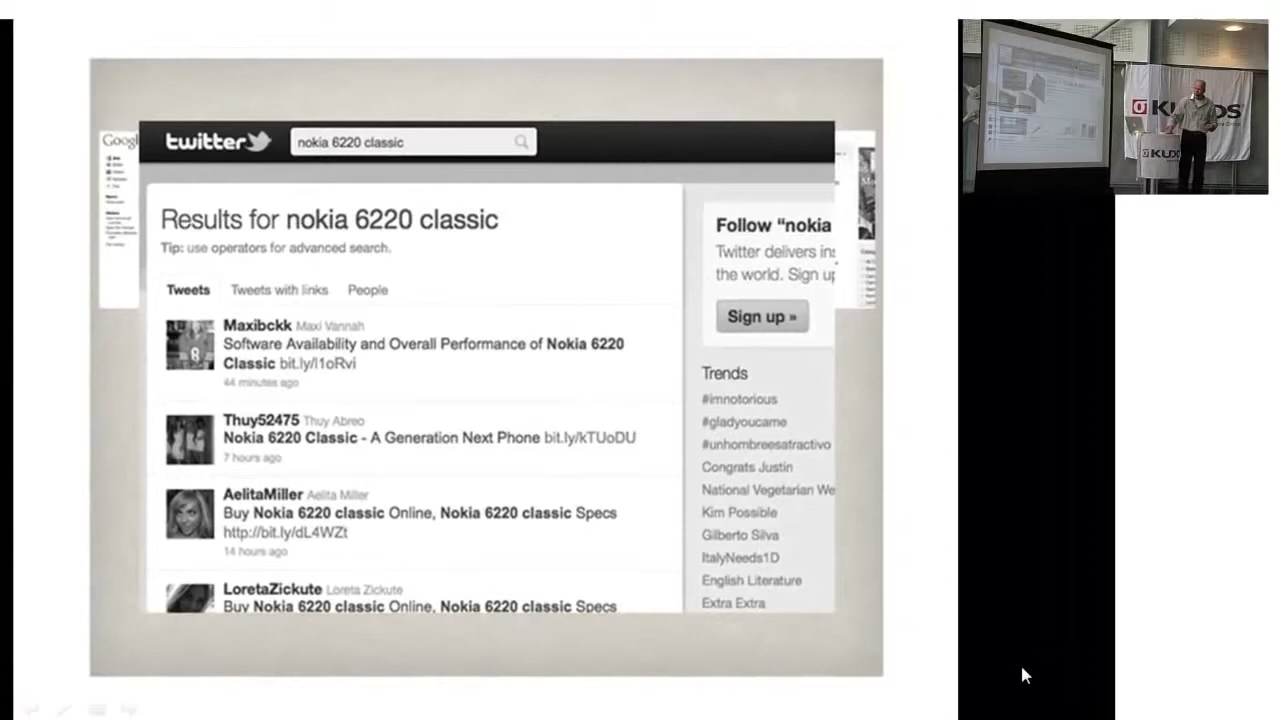 Google
twitter
nokia 6220 classic
Results for nokia 6220 classic
Tip: use operators for advanced search.
Tweets Tweets with links People
Maxibckk Maxi Vannah
Software Availability and Overall Performance of Nokia 6220
Classic bit.ly/l1oRvi
44 minutes ago
Thuy52475 Thuy Abreo
Nokia 6220 Classic - A Generation Next Phone bit.ly/kTUoDU
7 hours ago
AelitaMiller Aelita Miller
Buy Nokia 6220 classic Online, Nokia 6220 classic Specs
http://bit.ly/dL4WZt
14 hours ago
LoretaZickute Loreta Zickute
Buy Nokia 6220 classic Online, Nokia 6220 classic Specs
Follow "nokia
Twitter delivers ins
the world. Sign up
Sign up »
Trends
#imnotorious
#gladyoucame
#unhombreesatractivo
Congrats Justin
National Vegetarian We
Kim Possible
Gilberto Silva
ItalyNeeds1D
English Literature
Extra Extra